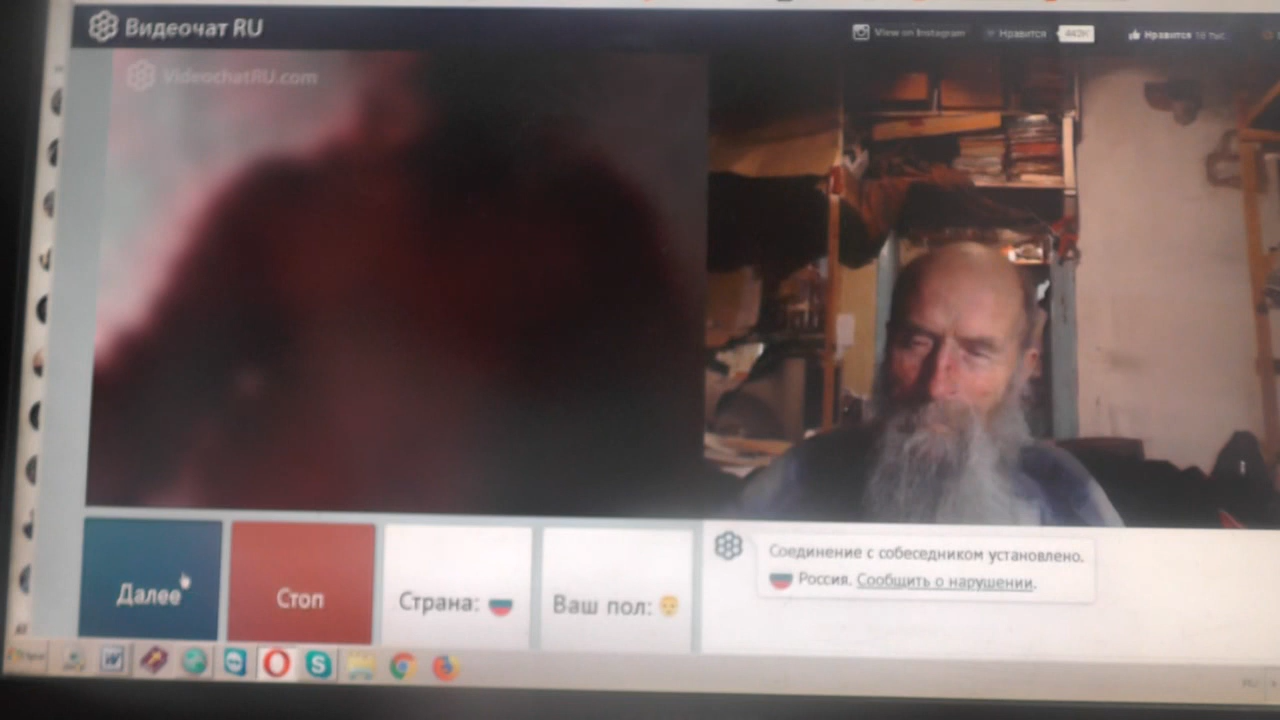 Видеочат RU
View on Instagram
Нравится
442K
Нравится
VideochatRU.com
Соединение с собеседником установлено.
Россия. Сообщить о нарушении.
Далее
Стоп
Страна:
Ваш пол: